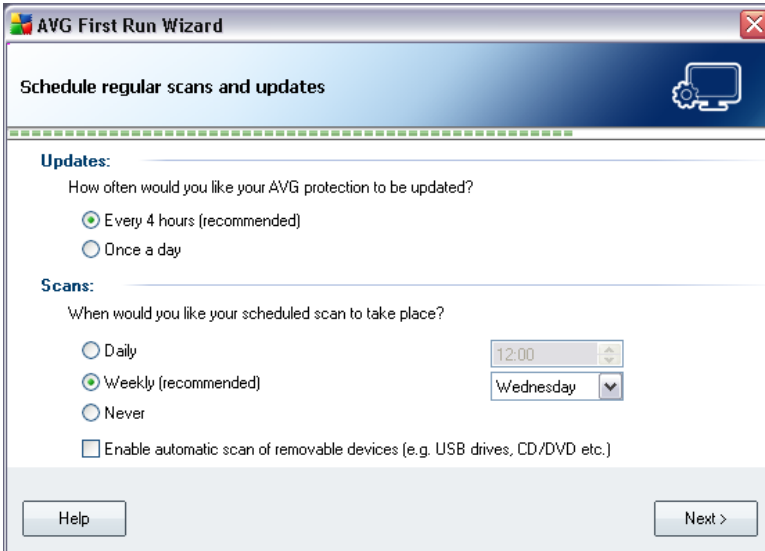 AVG First Run Wizard
Schedule regular scans and updates
Updates:
How often would you like your AVG protection to be updated?
Every 4 hours (recommended)
Once a day
Scans:
When would you like your scheduled scan to take place?
Daily
12:00
Weekly (recommended)
Wednesday
Never
Enable automatic scan of removable devices (e.g. USB drives, CD/DVD etc.)
Help
Next >